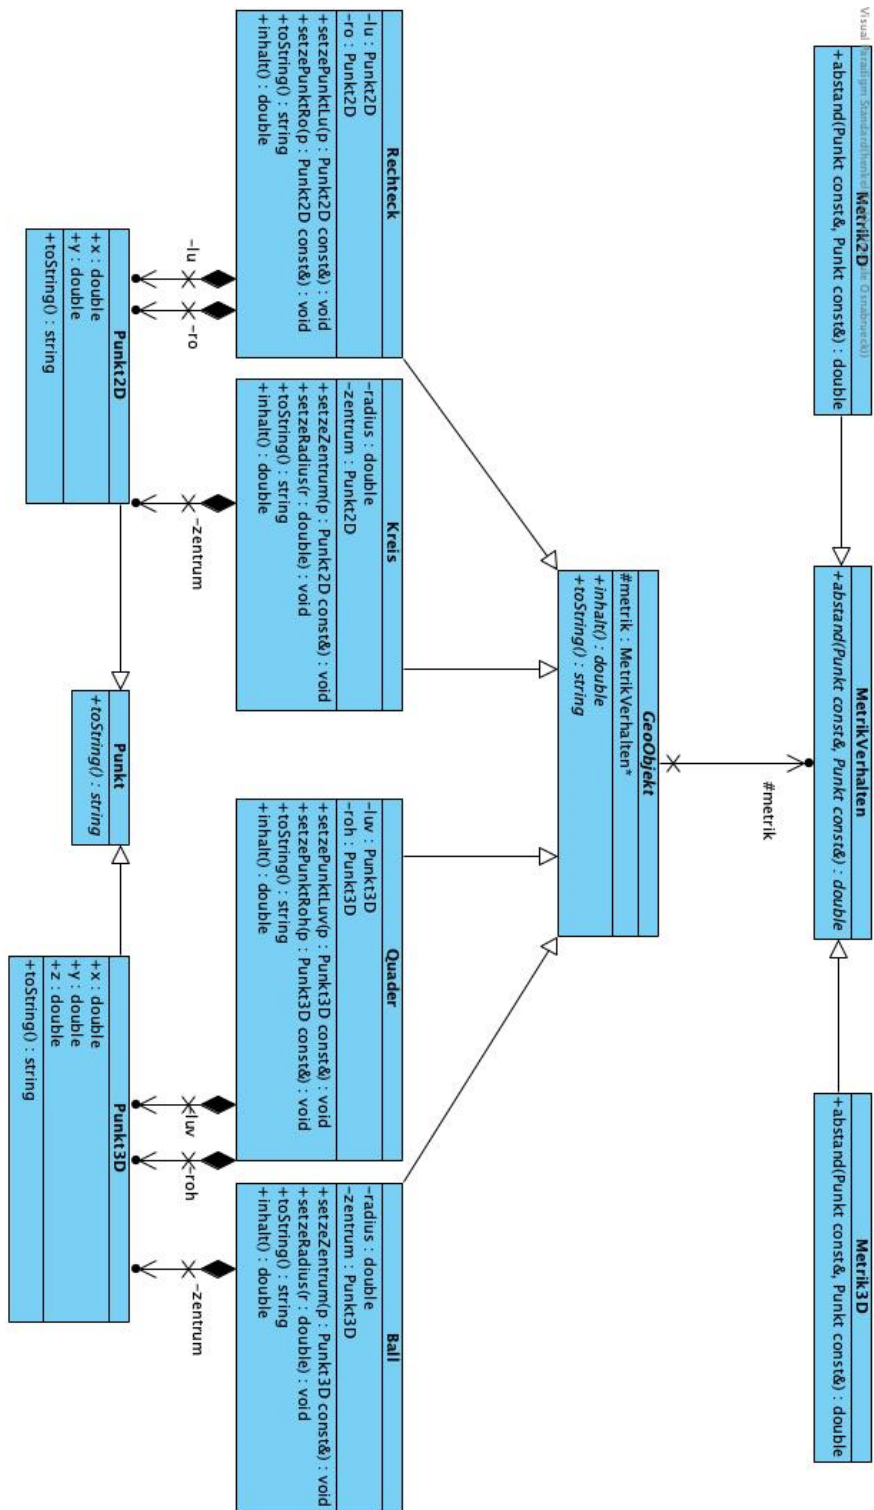 Visual Paradigm Standard(henkel
le Osnabrueck))
Metrik2D
+abstand(Punkt const&, Punkt const&) : double
MetrikVerhalten
+abstand(Punkt const&, Punkt const&) : double
Metrik3D
+abstand(Punkt const&, Punkt const&) : double
#metrik
GeoObjekt
#metrik : MetrikVerhalten*
+inhalt() : double
+toString() : string
Rechteck
-lu : Punkt2D
-ro : Punkt2D
+setzePunktLu(p : Punkt2D const&) : void
+setzePunktRo(p : Punkt2D const&) : void
+toString() : string
+inhalt() : double
Kreis
-radius : double
-zentrum : Punkt2D
+setzeZentrum(p : Punkt2D const&) : void
+setzeRadius(r : double) : void
+toString() : string
+inhalt() : double
Quader
-luv : Punkt3D
-roh : Punkt3D
+setzePunktLuv(p : Punkt3D const&) : void
+setzePunktRoh(p : Punkt3D const&) : void
+toString() : string
+inhalt() : double
Ball
-radius : double
-zentrum : Punkt3D
+setzeZentrum(p : Punkt3D const&) : void
+setzeRadius(r : double) : void
+toString() : string
+inhalt() : double
-lu
-ro
-zentrum
-luv
-roh
-zentrum
Punkt2D
+x : double
+y : double
+toString() : string
Punkt
+toString() : string
Punkt3D
+x : double
+y : double
+z : double
+toString() : string